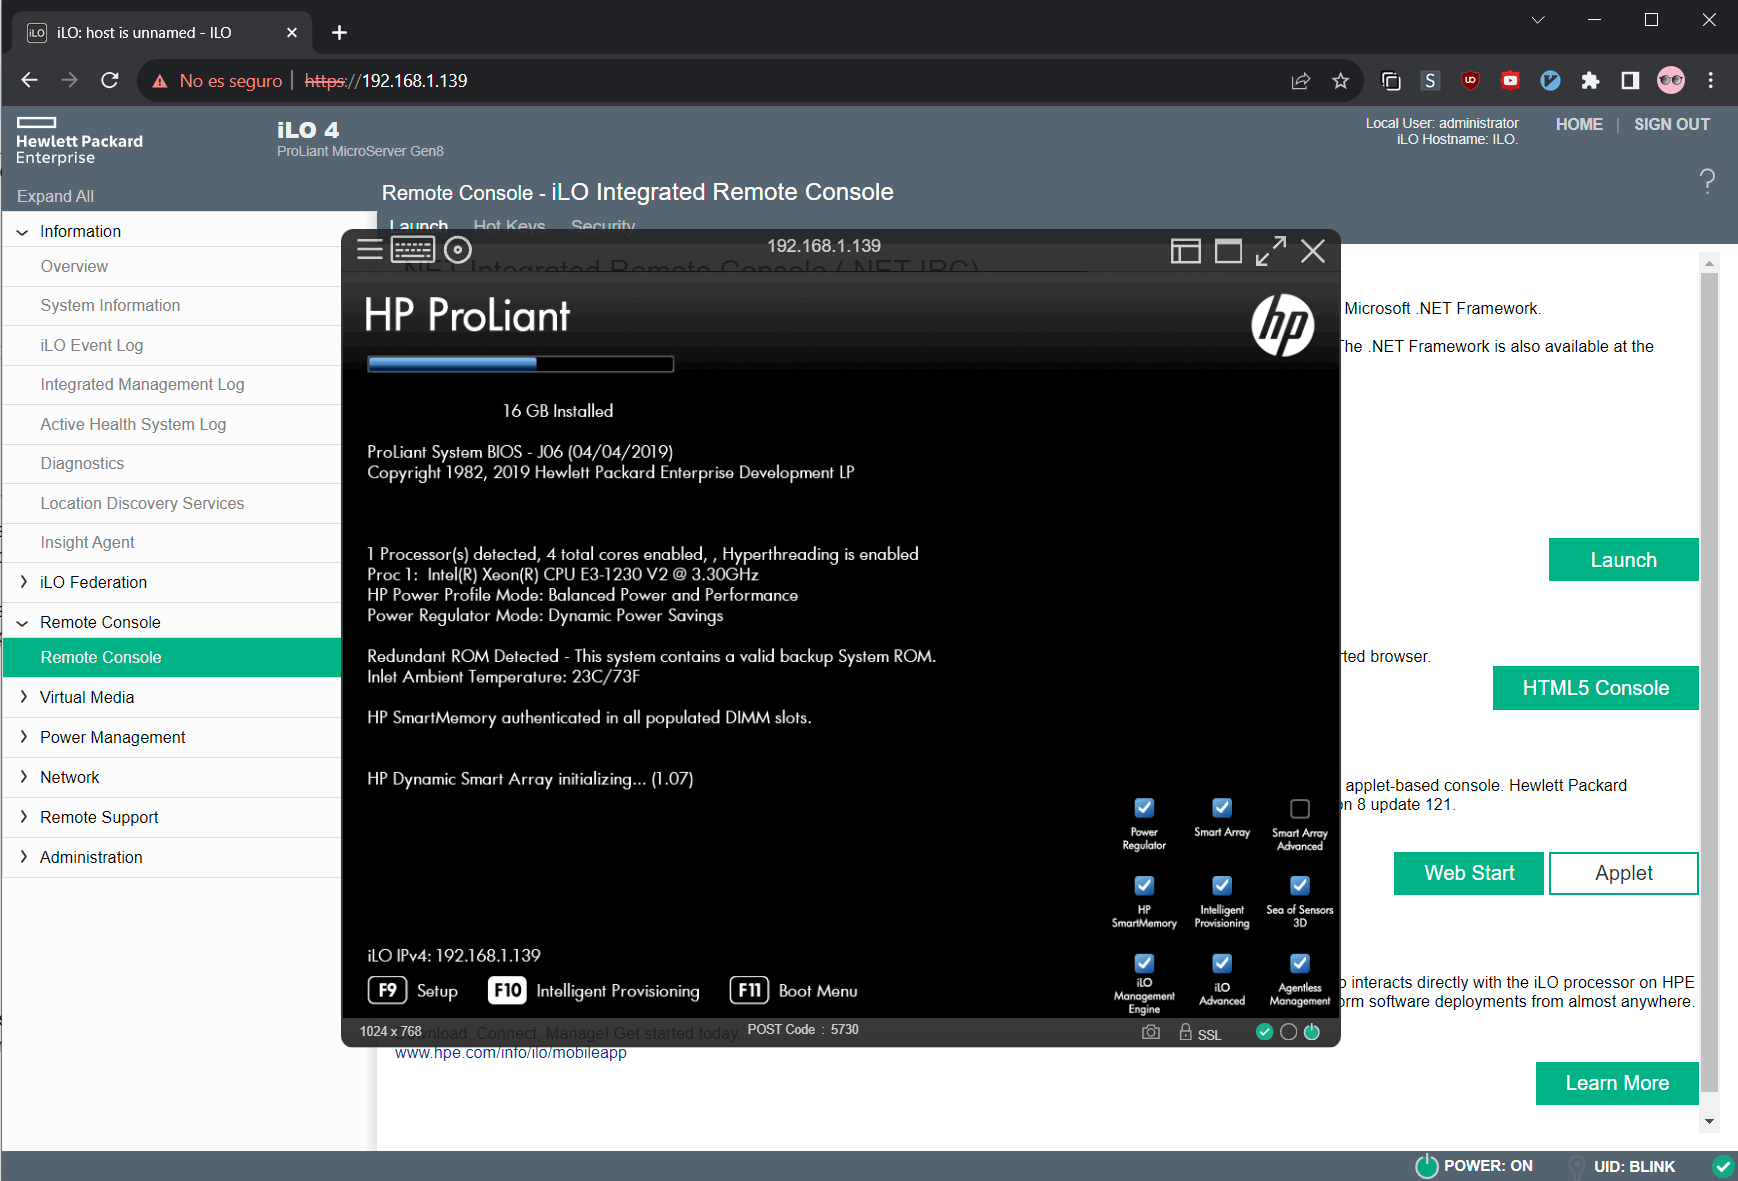 iLO: host is unnamed - ILO
No es seguro
https://192.168.1.139
Hewlett Packard
Enterprise
iLO 4
ProLiant MicroServer Gen8
Local User: administrator
iLO Hostname: ILO.
HOME | SIGN OUT
Expand All
Remote Console - iLO Integrated Remote Console
Launch Hot Keys Security
Information
Overview
System Information
iLO Event Log
Integrated Management Log
Active Health System Log
Diagnostics
Location Discovery Services
Insight Agent
iLO Federation
Remote Console
Remote Console
Virtual Media
Power Management
Network
Remote Support
Administration
192.168.1.139
.NET Integrated Remote Console (.NET IRC)
HP ProLiant
hp
16 GB Installed
ProLiant System BIOS - J06 (04/04/2019)
Copyright 1982, 2019 Hewlett Packard Enterprise Development LP
1 Processor(s) detected, 4 total cores enabled, , Hyperthreading is enabled
Proc 1: Intel(R) Xeon(R) CPU E3-1230 V2 @ 3.30GHz
HP Power Profile Mode: Balanced Power and Performance
Power Regulator Mode: Dynamic Power Savings
Redundant ROM Detected - This system contains a valid backup System ROM.
Inlet Ambient Temperature: 23C/73F
HP SmartMemory authenticated in all populated DIMM slots.
HP Dynamic Smart Array initializing... (1.07)
Power
Regulator
Smart Array
Smart Array
Advanced
HP
SmartMemory
Intelligent
Provisioning
Sea of Sensors
3D
iLO
Management
Engine
iLO
Advanced
Agentless
Management
iLO IPv4: 192.168.1.139
F9 Setup F10 Intelligent Provisioning F11 Boot Menu
1024 x 768
POST Code : 5730
SSL
Connect, Manage! Get started today
www.hpe.com/info/ilo/mobileapp
Microsoft .NET Framework.
The .NET Framework is also available at the
Launch
browser.
HTML5 Console
applet-based console. Hewlett Packard
8 update 121.
Web Start
Applet
interacts directly with the iLO processor on HPE
software deployments from almost anywhere.
Learn More
POWER: ON
UID: BLINK